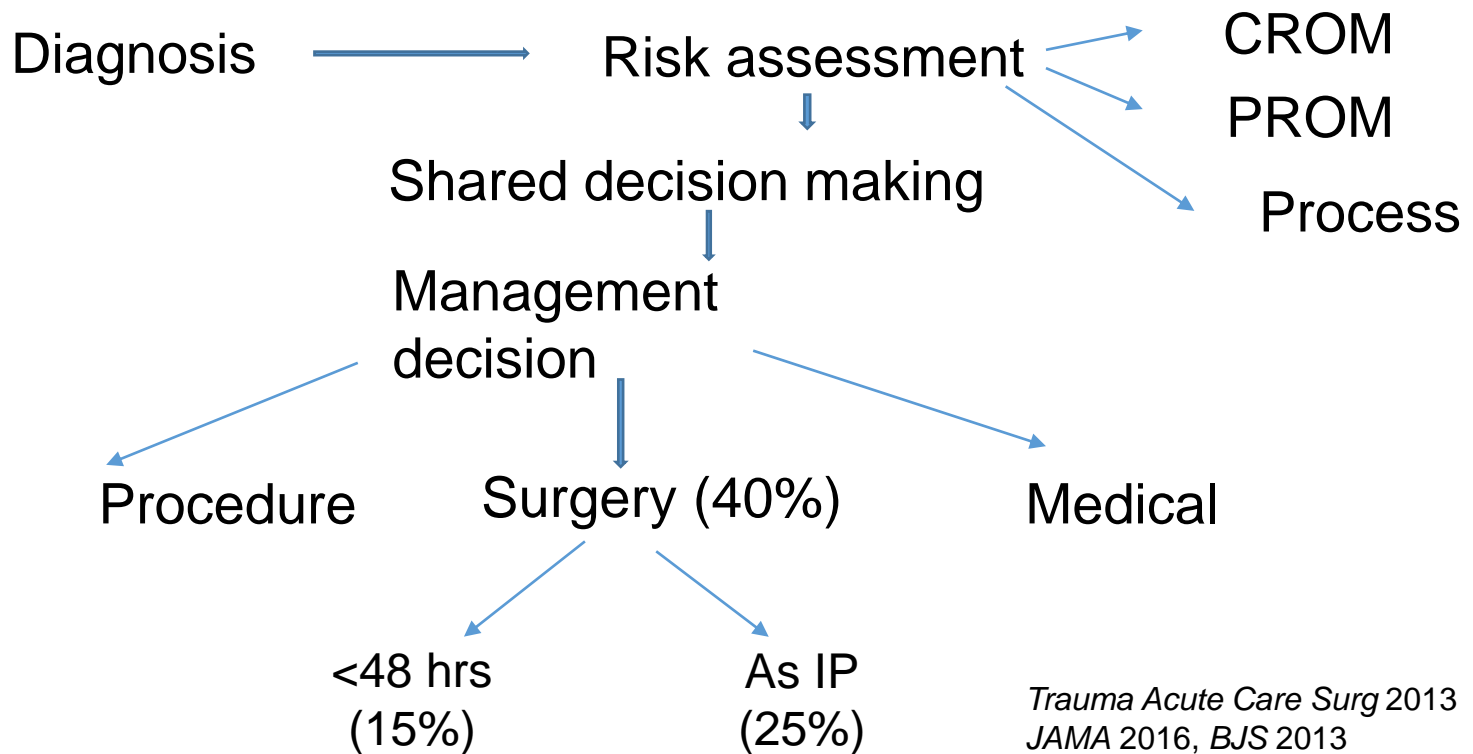 Diagnosis
Risk assessment
CROM
PROM
Process
Shared decision making
Management
decision
Procedure
Surgery (40%)
Medical
<48 hrs
(15%)
As IP
(25%)
Trauma Acute Care Surg 2013
JAMA 2016, BJS 2013